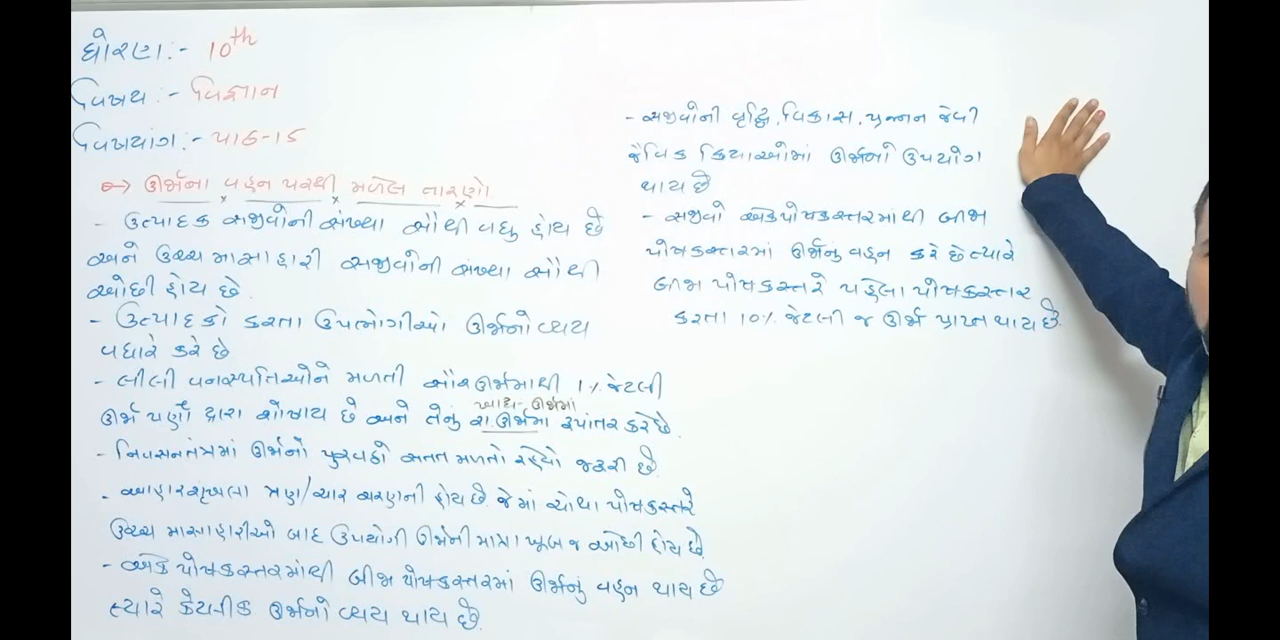 ધોરણ:- 10th
વિષય:- વિજ્ઞાન
વિષયાંગ:- પાઠ-15
→ ઊર્જાના વહન પરથી મળેલ તારણો
- ઉત્પાદક સજીવોની સંખ્યા સૌથી વધુ હોય છે
અને ઉચ્ચ માંસાહારી સજીવોની સંખ્યા સૌથી
ઓછી હોય છે.
- ઉત્પાદકો કરતા ઉપભોગીઓ ઊર્જાનો વ્યય
વધારે કરે છે
- લીલી વનસ્પતિઓને મળતી સૌરઊર્જામાંથી 1% જેટલી
ખાદ્ય-ઊર્જામાં
ઊર્જા પર્ણો દ્વારા શોષાય છે અને તેનું રા.ઊર્જામાં રૂપાંતર કરે છે.
- નિવસનતંત્રમાં ઊર્જાનો પુરવઠો સતત મળતો રહેવો જરૂરી છે.
- આહારશૃંખલા ત્રણ/ચાર ચરણની હોય છે. જેમાં ચોથા પોષકસ્તરે
ઉચ્ચ માંસાહારીઓ બાદ ઉપયોગી ઊર્જાની માત્રા ખૂબ જ ઓછી હોય છે.
- એક પોષકસ્તરમાંથી બીજા પોષકસ્તરમાં ઊર્જાનું વહન થાય છે
ત્યારે કેટલીક ઊર્જાનો વ્યય થાય છે.
- સજીવોની વૃદ્ધિ, વિકાસ, પ્રજનન જેવી
જૈવિક ક્રિયાઓમાં ઊર્જાનો ઉપયોગ
થાય છે
- સજીવો એક પોષકસ્તરમાંથી બીજા
પોષકસ્તરમાં ઊર્જાનું વહન કરે છે ત્યારે
બીજા પોષકસ્તરે પહેલા પોષકસ્તર
કરતા 10% જેટલી જ ઊર્જા પ્રાપ્ત થાય છે.